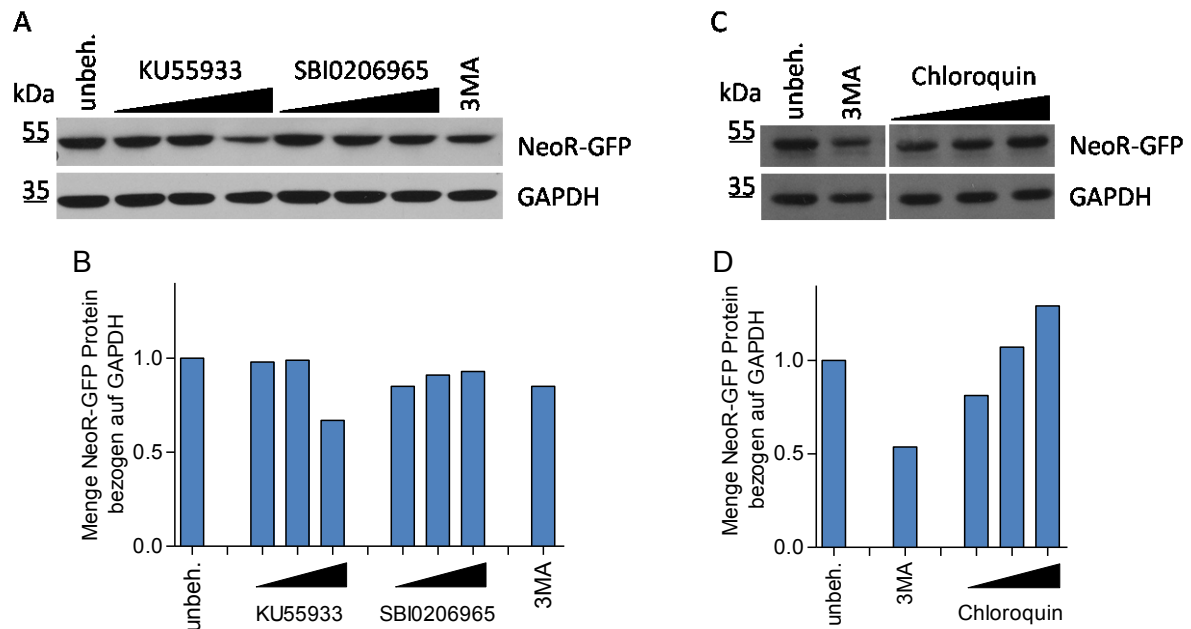 A
unbeh.
KU55933
SBI0206965
3MA
kDa
55
NeoR-GFP
35
GAPDH
B
Menge NeoR-GFP Protein
bezogen auf GAPDH
1.0
0.5
0.0
unbeh.
KU55933
SBI0206965
3MA
C
unbeh.
3MA
Chloroquin
kDa
55
NeoR-GFP
35
GAPDH
D
Menge NeoR-GFP Protein
bezogen auf GAPDH
1.0
0.5
0.0
unbeh.
3MA
Chloroquin